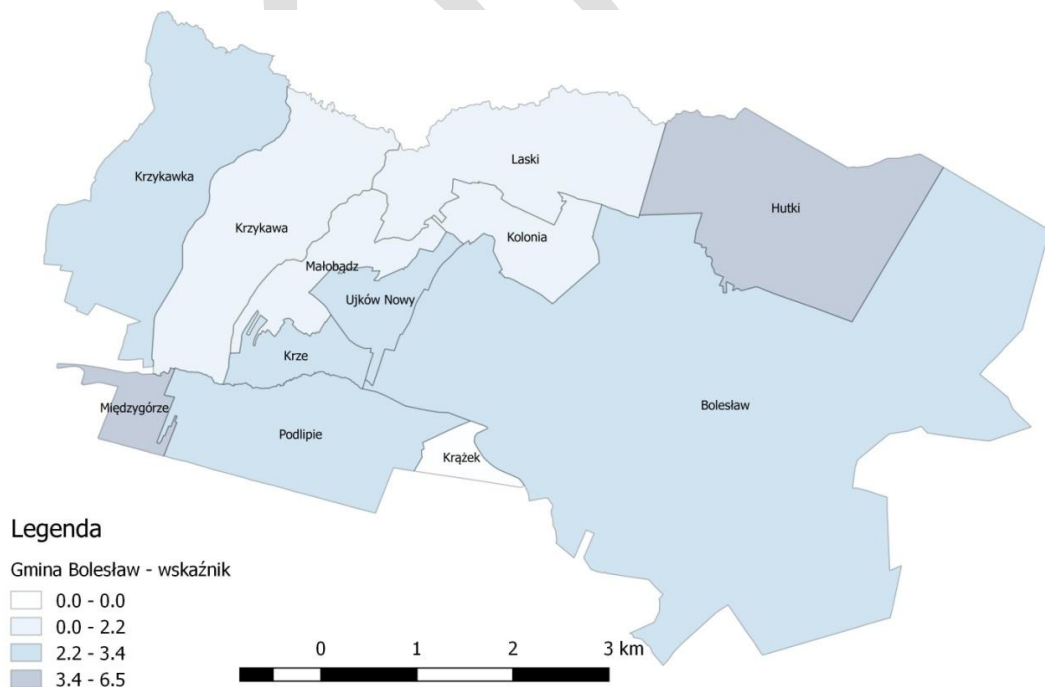 Krzykawka
Laski
Hutki
Krzykawa
Kolonia
Małobądz
Ujków Nowy
Krze
Międzygórze
Bolesław
Podlipie
Krążek
Legenda
Gmina Bolesław - wskaźnik
0.0 - 0.0
0.0 - 2.2
2.2 - 3.4
3.4 - 6.5
0 1 2 3 km